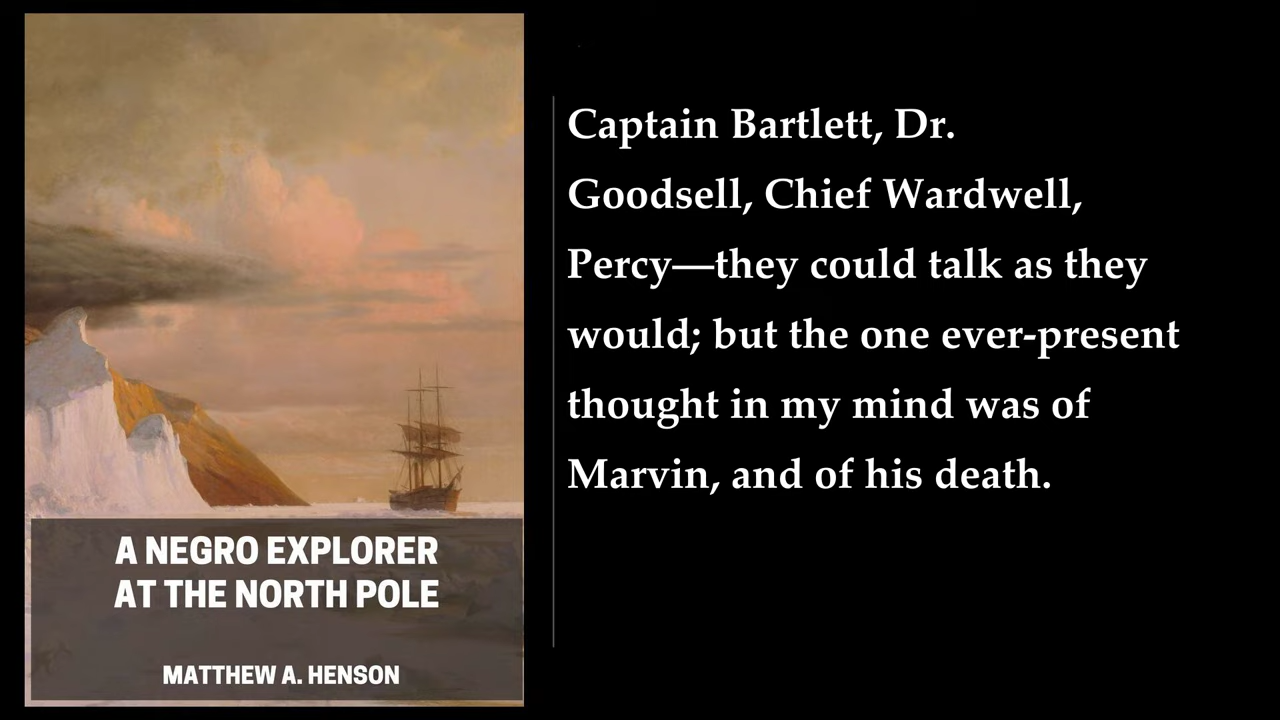 A NEGRO EXPLORER
AT THE NORTH POLE
MATTHEW A. HENSON
Captain Bartlett, Dr.
Goodsell, Chief Wardwell,
Percy—they could talk as they
would; but the one ever-present
thought in my mind was of
Marvin, and of his death.